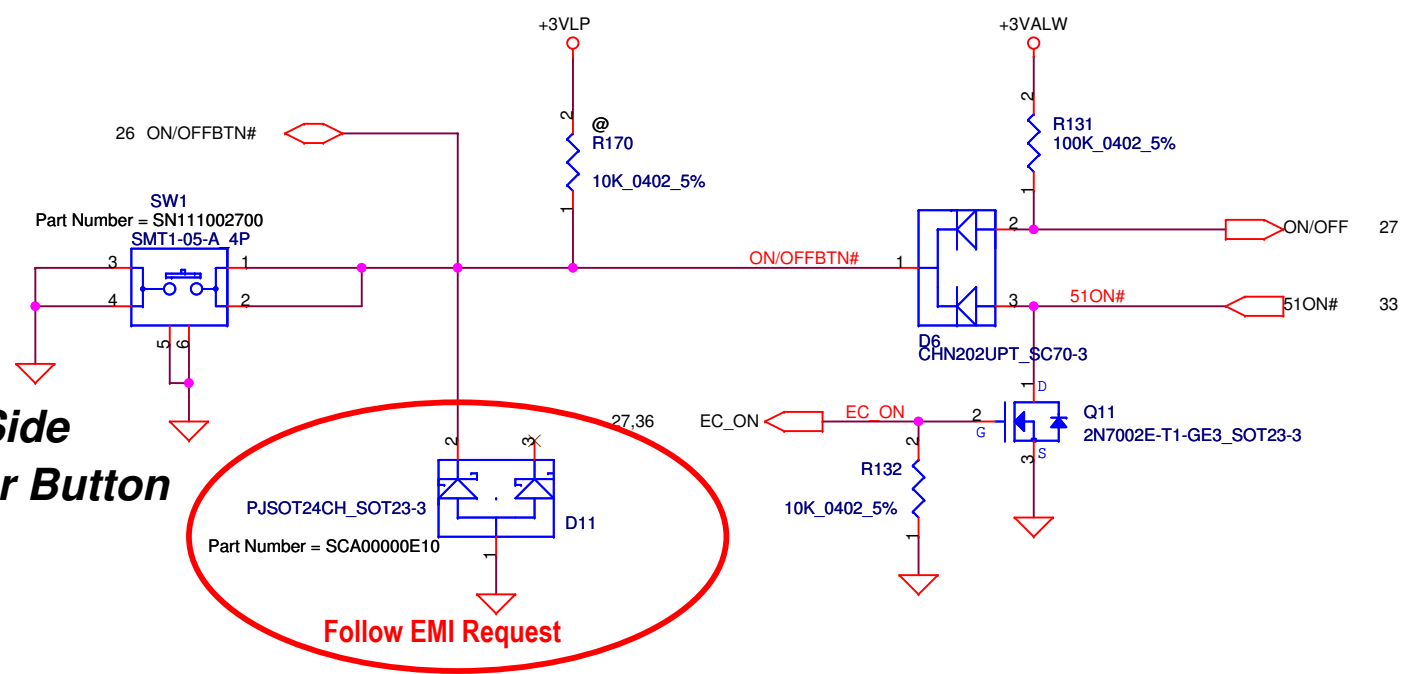 +3VLP
+3VALW
26 ON/OFFBTN#
2
@
R170
10K_0402_5%
1
2
R131
100K_0402_5%
1
SW1
Part Number = SN111002700
SMT1-05-A_4P
3
1
4
2
5
6
ON/OFFBTN#
1
2
ON/OFF 27
3
51ON#
51ON# 33
D6
CHN202UPT_SC70-3
Side
r Button
2
3
27,36
EC_ON
EC_ON
2
G
1
D
Q11
2N7002E-T1-GE3_SOT23-3
3
S
2
R132
10K_0402_5%
1
PJSOT24CH_SOT23-3
D11
Part Number = SCA00000E10
1
Follow EMI Request